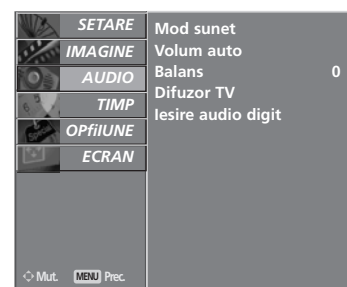 SETARE
IMAGINE
AUDIO
TIMP
OPfiIUNE
ECRAN
Mod sunet
Volum auto
Balans 0
Difuzor TV
Iesire audio digit
Mut. MENU Prec.